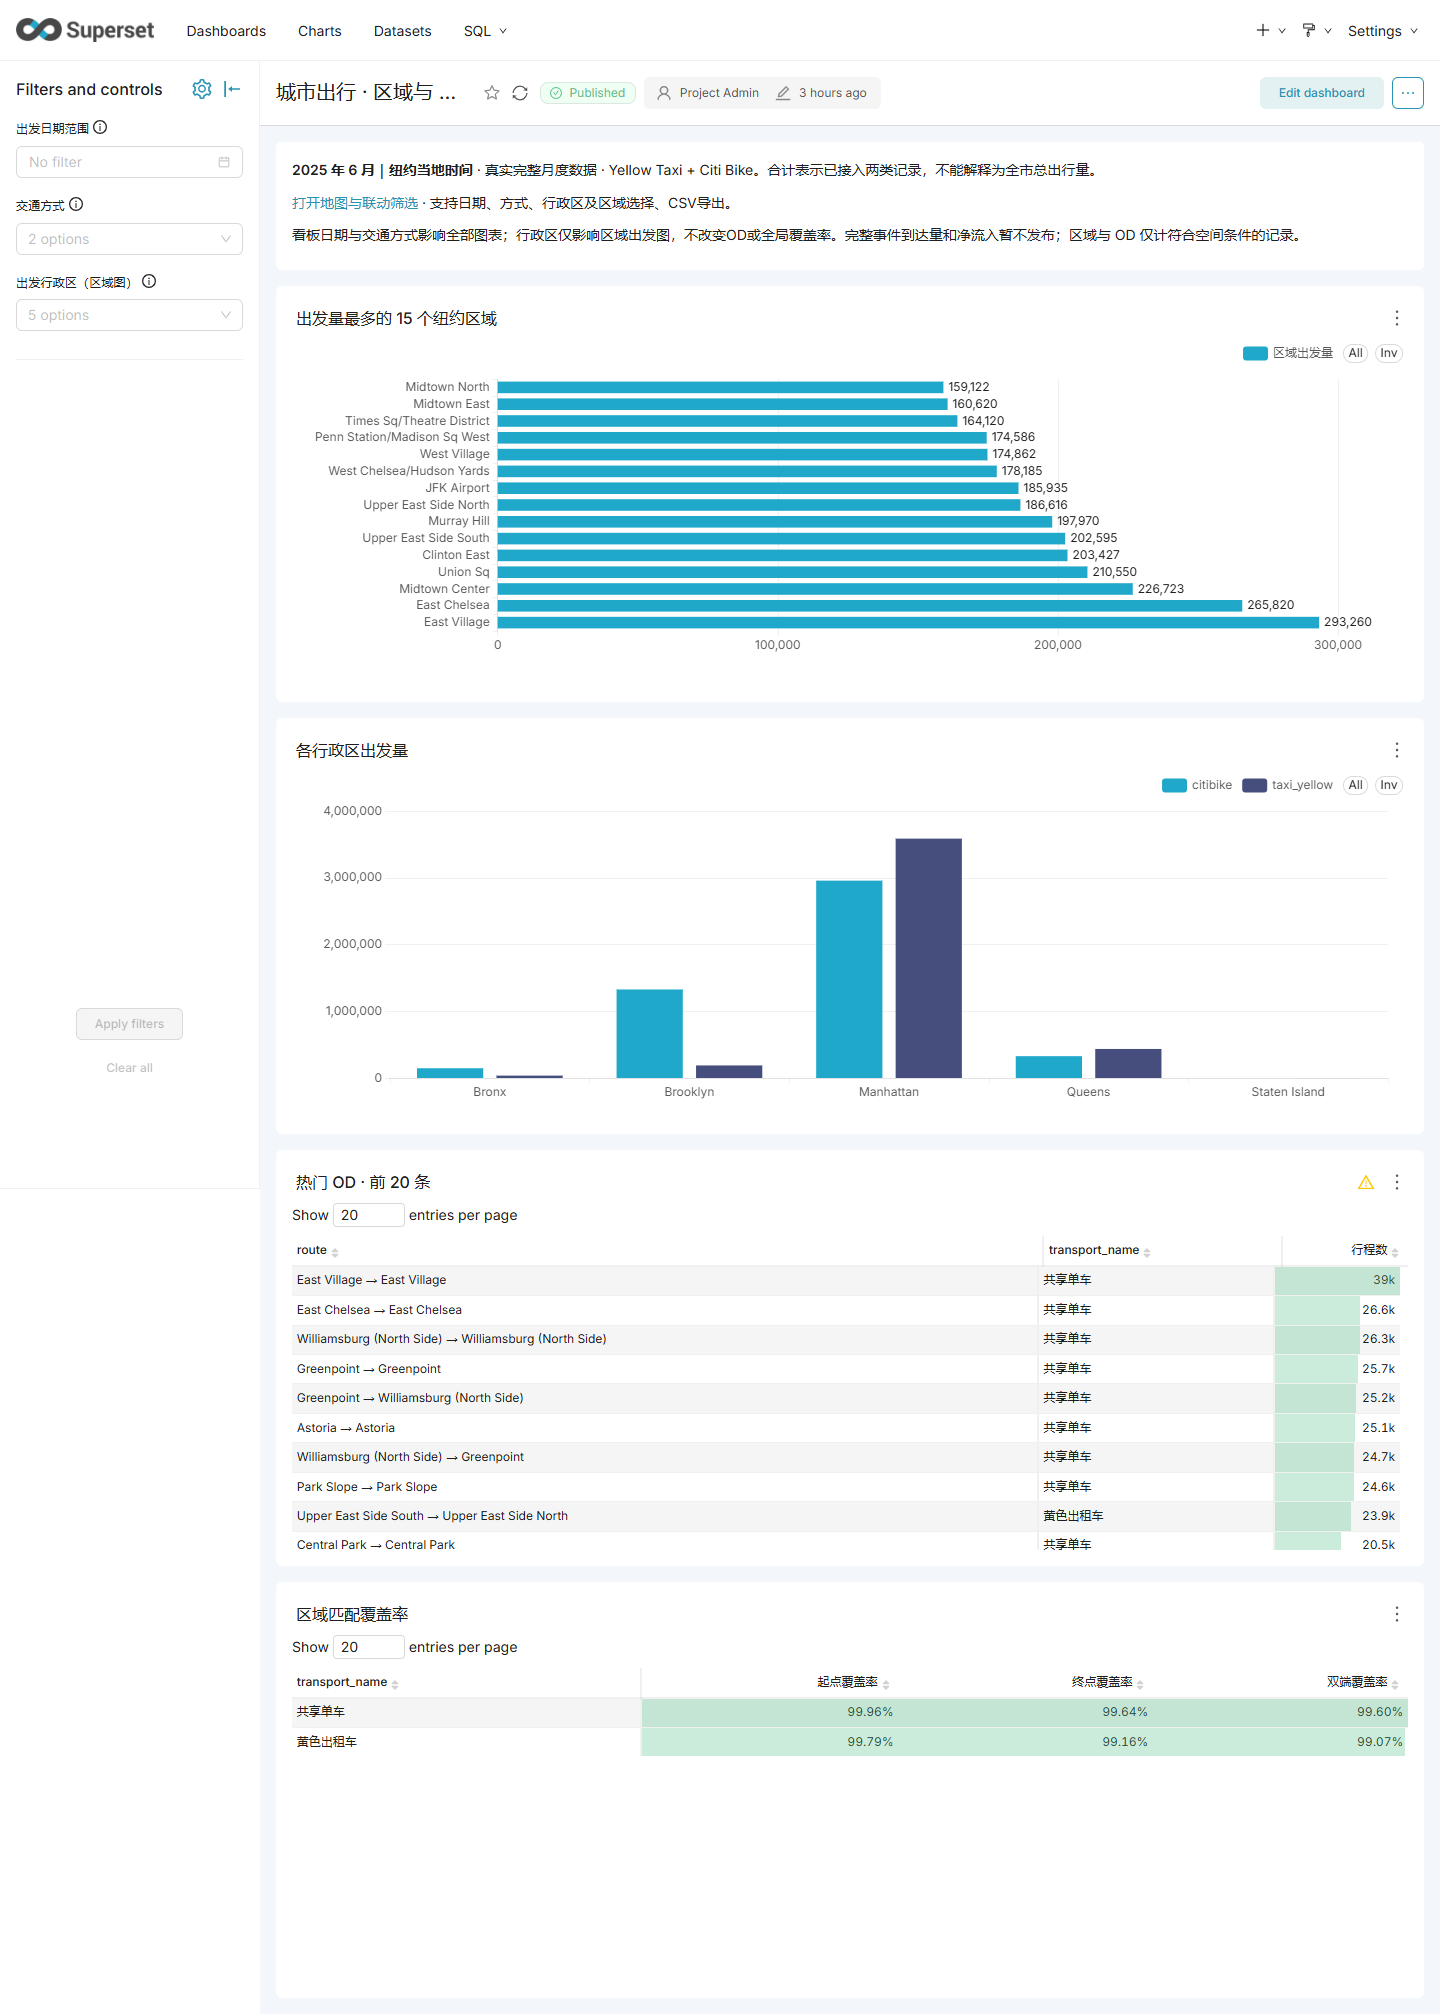 Superset
Dashboards Charts Datasets SQL
Settings
Filters and controls
出发日期范围
No filter
交通方式
2 options
出发行政区（区域图）
5 options
Apply filters
Clear all
城市出行 · 区域与 ...
Published
Project Admin
3 hours ago
Edit dashboard
2025 年 6 月 | 纽约当地时间 · 真实完整月度数据 · Yellow Taxi + Citi Bike。合计表示已接入两类记录，不能解释为全市总出行量。
打开地图与联动筛选 · 支持日期、方式、行政区及区域选择、CSV导出。
看板日期与交通方式影响全部图表；行政区仅影响区域出发图，不改变OD或全局覆盖率。完整事件到达量和净流入暂不发布；区域与 OD 仅计符合空间条件的记录。
出发量最多的 15 个纽约区域
区域出发量 All Inv
Midtown North 159,122
Midtown East 160,620
Times Sq/Theatre District 164,120
Penn Station/Madison Sq West 174,586
West Village 174,862
West Chelsea/Hudson Yards 178,185
JFK Airport 185,935
Upper East Side North 186,616
Murray Hill 197,970
Upper East Side South 202,595
Clinton East 203,427
Union Sq 210,550
Midtown Center 226,723
East Chelsea 265,820
East Village 293,260
0 100,000 200,000 300,000
各行政区出发量
citibike taxi_yellow All Inv
4,000,000
3,000,000
2,000,000
1,000,000
0
Bronx Brooklyn Manhattan Queens Staten Island
热门 OD · 前 20 条
Show 20 entries per page
route transport_name 行程数
East Village → East Village 共享单车 39k
East Chelsea → East Chelsea 共享单车 26.6k
Williamsburg (North Side) → Williamsburg (North Side) 共享单车 26.3k
Greenpoint → Greenpoint 共享单车 25.7k
Greenpoint → Williamsburg (North Side) 共享单车 25.2k
Astoria → Astoria 共享单车 25.1k
Williamsburg (North Side) → Greenpoint 共享单车 24.7k
Park Slope → Park Slope 共享单车 24.6k
Upper East Side South → Upper East Side North 黄色出租车 23.9k
Central Park → Central Park 共享单车 20.5k
区域匹配覆盖率
Show 20 entries per page
transport_name 起点覆盖率 终点覆盖率 双端覆盖率
共享单车 99.96% 99.64% 99.60%
黄色出租车 99.79% 99.16% 99.07%